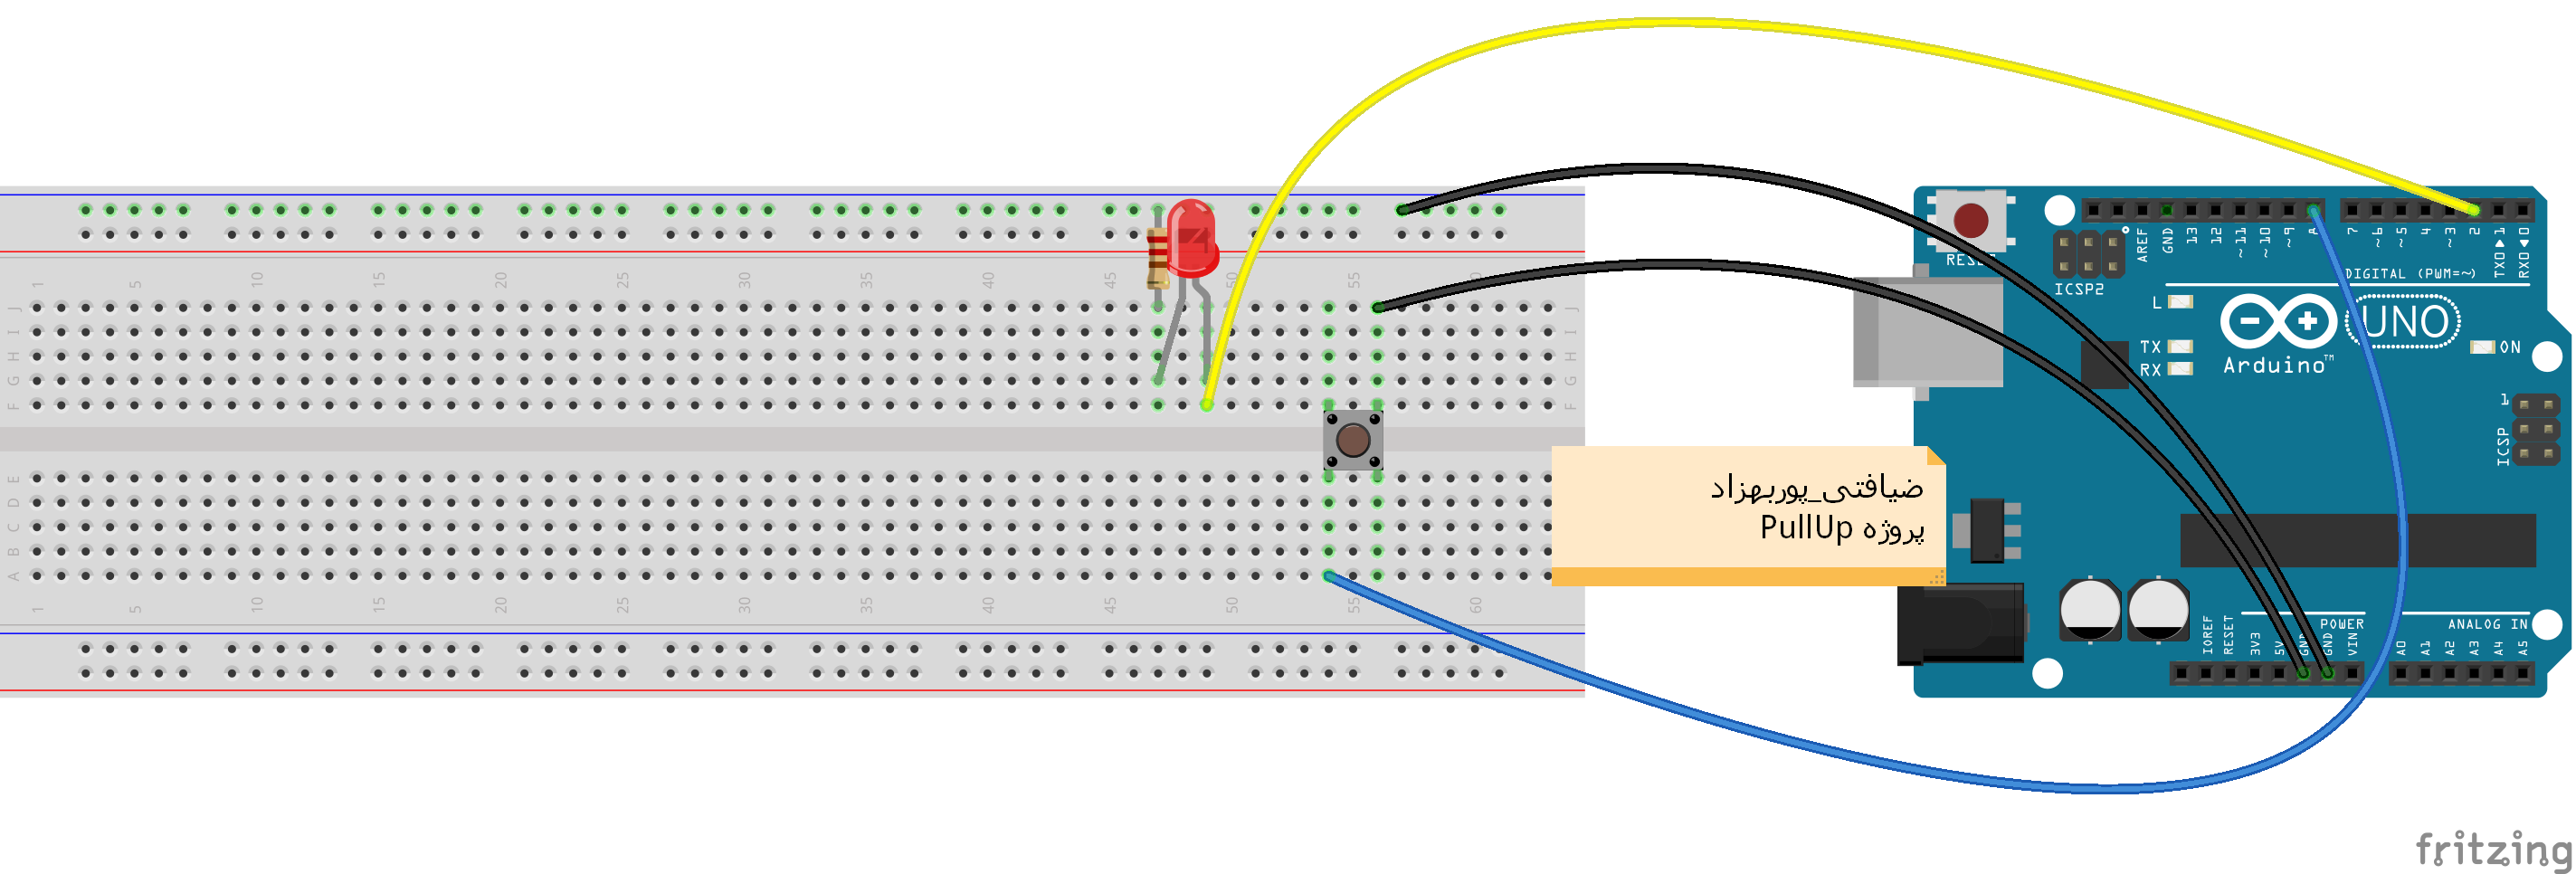 1 5 10 15 20 25 30 35 40 45 50 55 60
J J
I I
H H
G G
F F
E
D
C
B
A
1 5 10 15 20 25 30 35 40 45 50 55 60
ضیافتی_پوربهزاد
پروژه PullUp
RESET
ICSP2
AREF GND 13 12 ~11 ~10 ~9 8 7 ~6 ~5 4 ~3 2 TX0▶1 RX0◀0
DIGITAL (PWM=~)
L
TX
RX
UNO
Arduino™
ON
1
ICSP
POWER
ANALOG IN
IOREF RESET 3V3 5V GND GND VIN A0 A1 A2 A3 A4 A5
fritzing